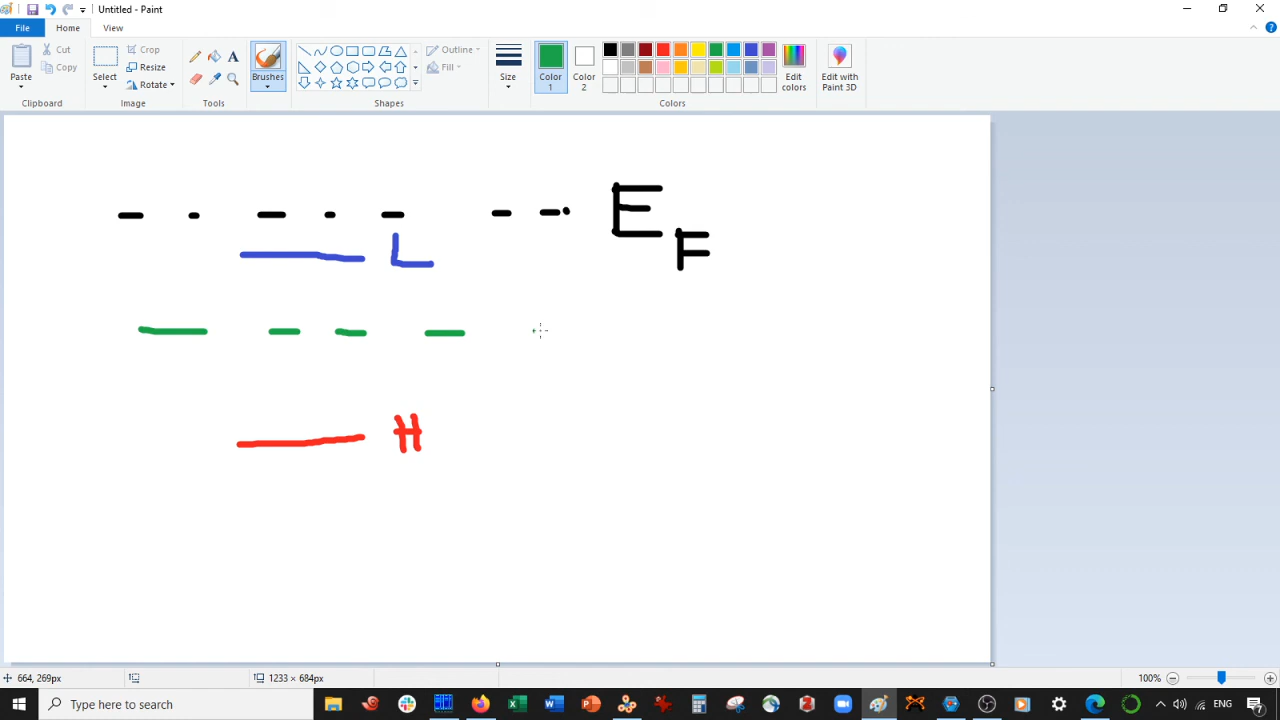 Untitled - Paint
File Home View
Paste
Cut
Copy
Clipboard
Select
Crop
Resize
Rotate
Image
Tools
Brushes
Shapes
Outline
Fill
Size
Color 1
Color 2
Colors
Edit colors
Edit with Paint 3D
E F
L
H
664, 269px
1233 × 684px
100%
Type here to search
ENG